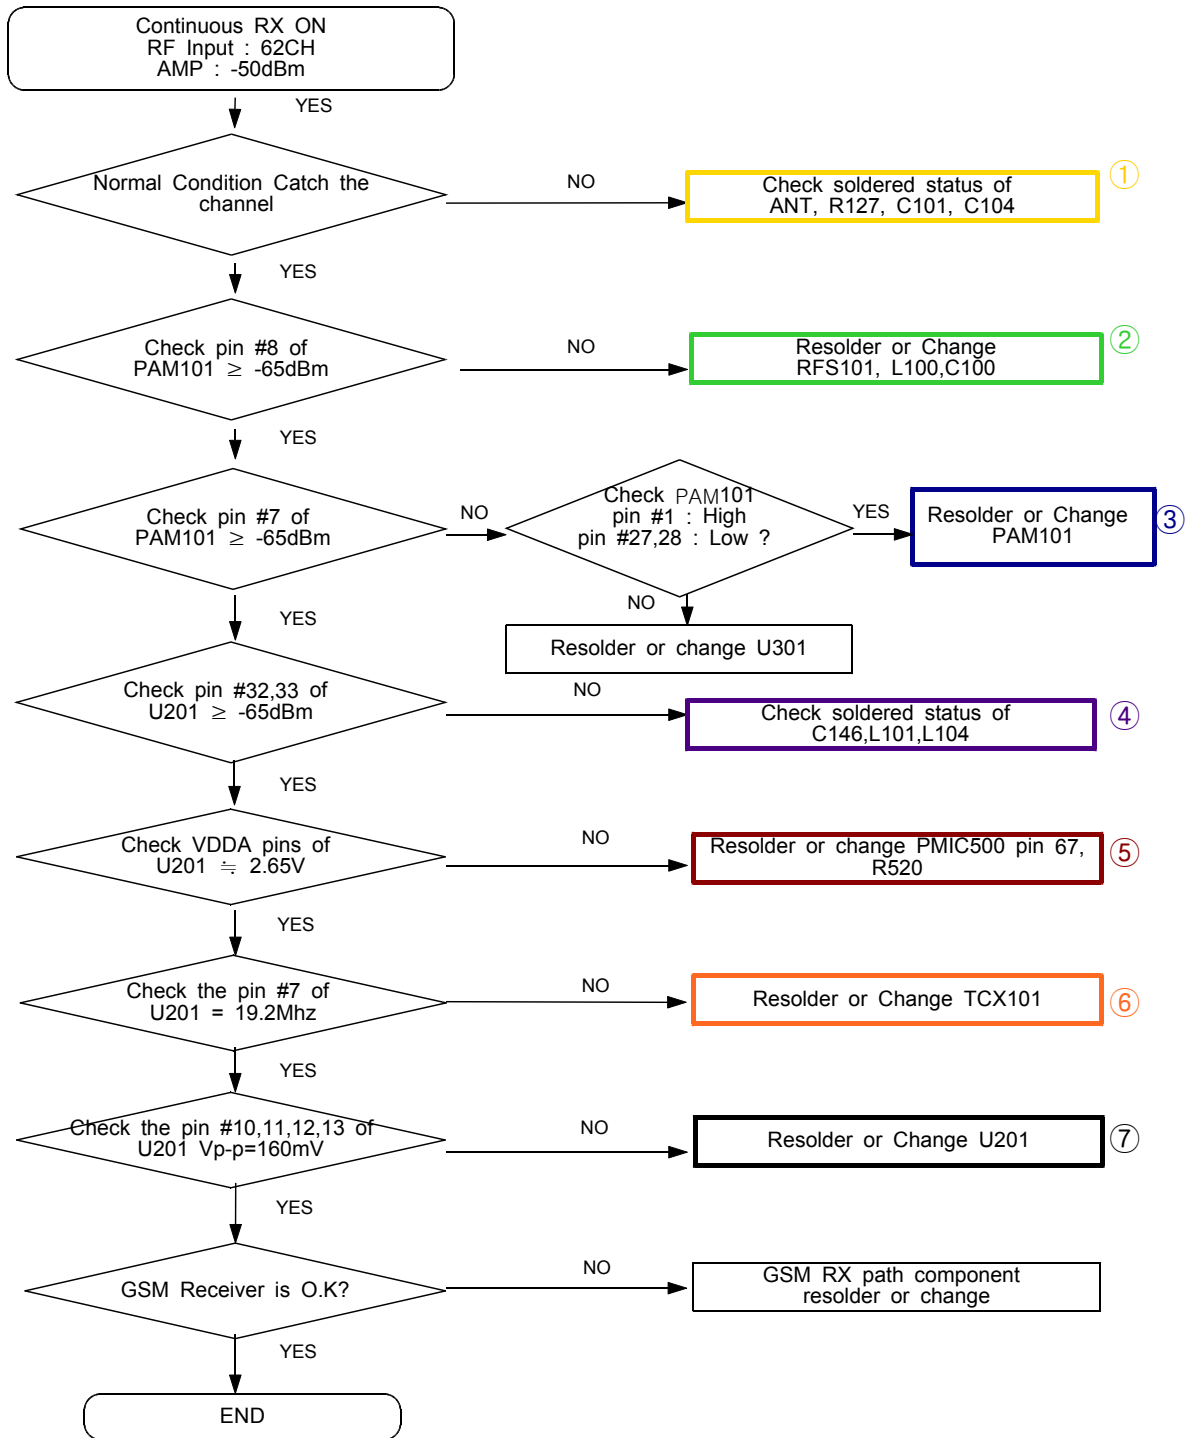 Continuous RX ON
RF Input : 62CH
AMP : -50dBm
YES
Normal Condition Catch the
channel
NO
Check soldered status of
ANT, R127, C101, C104
①
YES
Check pin #8 of
PAM101 ≥ -65dBm
NO
Resolder or Change
RFS101, L100,C100
②
YES
Check pin #7 of
PAM101 ≥ -65dBm
NO
Check PAM101
pin #1 : High
pin #27,28 : Low ?
YES
Resolder or Change
PAM101
③
NO
Resolder or change U301
YES
Check pin #32,33 of
U201 ≥ -65dBm
NO
Check soldered status of
C146,L101,L104
④
YES
Check VDDA pins of
U201 ≒ 2.65V
NO
Resolder or change PMIC500 pin 67,
R520
⑤
YES
Check the pin #7 of
U201 = 19.2Mhz
NO
Resolder or Change TCX101
⑥
YES
Check the pin #10,11,12,13 of
U201 Vp-p=160mV
NO
Resolder or Change U201
⑦
YES
GSM Receiver is O.K?
NO
GSM RX path component
resolder or change
YES
END